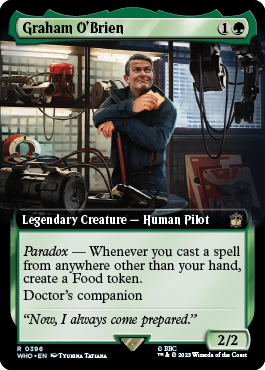 Graham O'Brien 1
Legendary Creature — Human Pilot
Paradox — Whenever you cast a spell
from anywhere other than your hand,
create a Food token.
Doctor's companion
"Now, I always come prepared."
2/2
R 0396
WHO • EN Tyurina Tatiana
© BBC
™ & © 2023 Wizards of the Coast